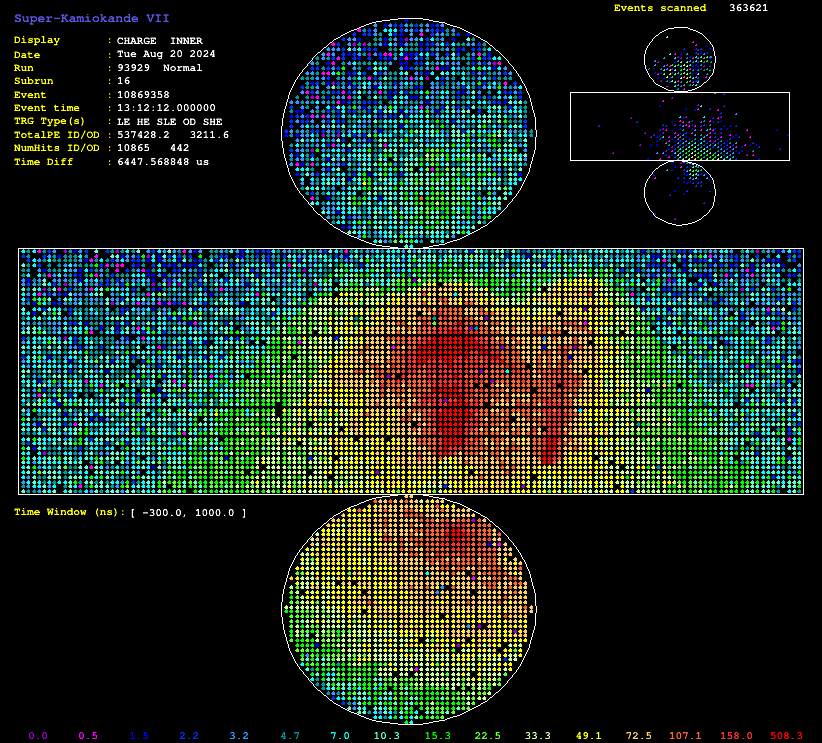 Events scanned 363621
Super-Kamiokande VII
Display : CHARGE INNER
Date : Tue Aug 20 2024
Run : 93929 Normal
Subrun : 16
Event : 10869358
Event time : 13:12:12.000000
TRG Type(s) : LE HE SLE OD SHE
TotalPE ID/OD : 537428.2 3211.6
NumHits ID/OD : 10865 442
Time Diff : 6447.568848 us
Time Window (ns): [ -300.0, 1000.0 ]
0.0 0.5 1.5 2.2 3.2 4.7 7.0 10.3 15.3 22.5 33.3 49.1 72.5 107.1 158.0 508.3